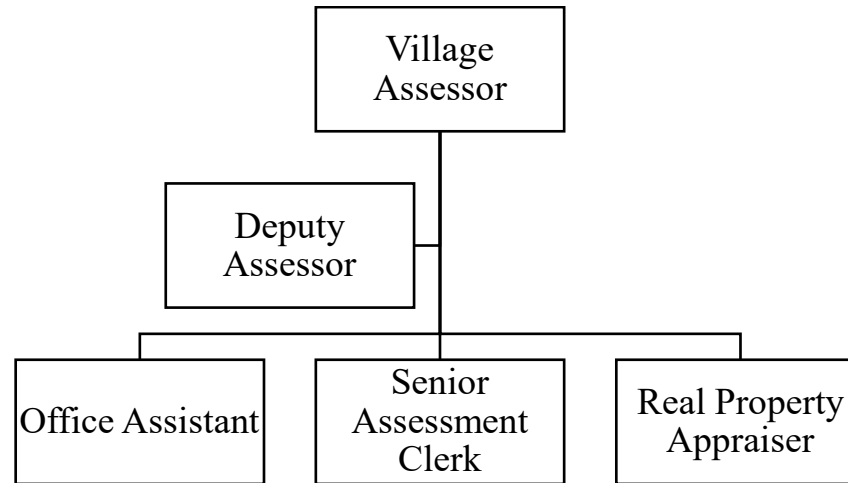 Village
Assessor
Deputy
Assessor
Office Assistant
Senior
Assessment
Clerk
Real Property
Appraiser